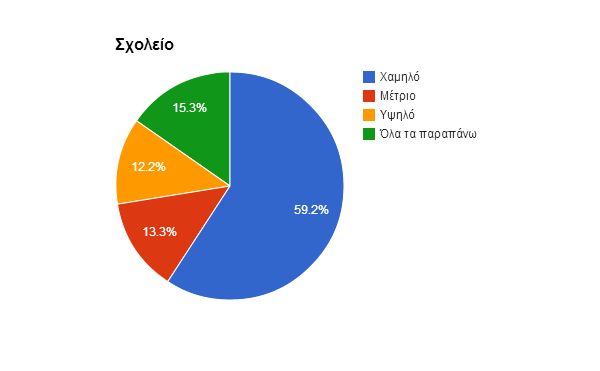 Σχολείο
Χαμηλό
Μέτριο
Υψηλό
Όλα τα παραπάνω
15.3%
12.2%
13.3%
59.2%